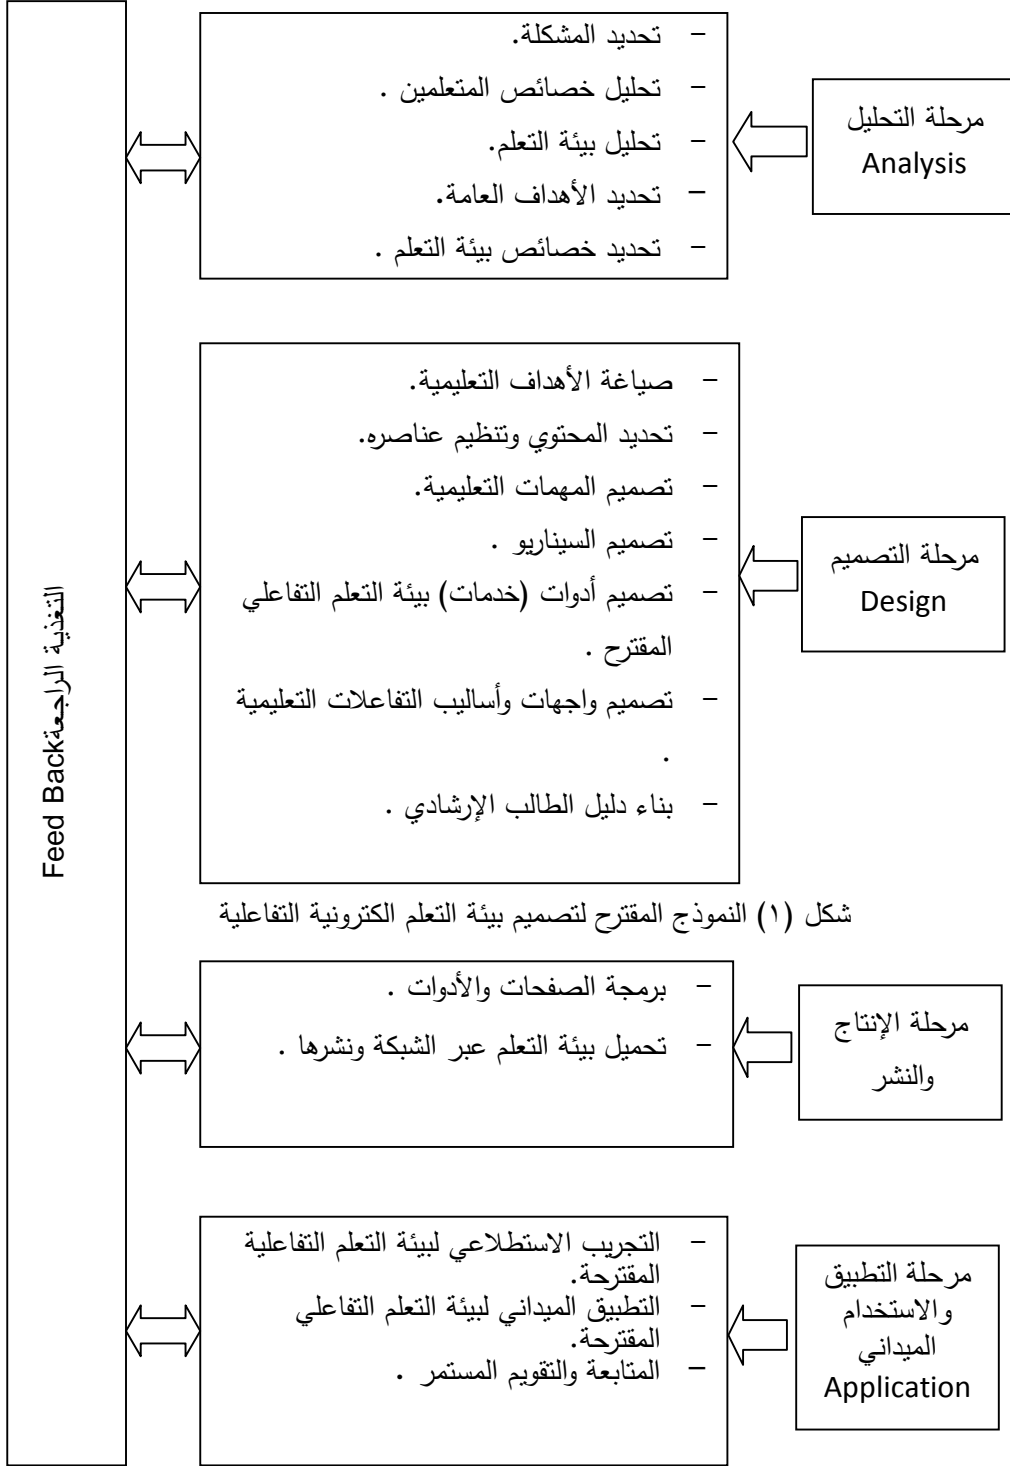 مرحلة التحليل
Analysis
- تحديد المشكلة.
- تحليل خصائص المتعلمين .
- تحليل بيئة التعلم.
- تحديد الأهداف العامة.
- تحديد خصائص بيئة التعلم .
مرحلة التصميم
Design
- صياغة الأهداف التعليمية.
- تحديد المحتوي وتنظيم عناصره.
- تصميم المهمات التعليمية.
- تصميم السيناريو .
- تصميم أدوات (خدمات) بيئة التعلم التفاعلي
المقترح .
- تصميم واجهات وأساليب التفاعلات التعليمية
.
- بناء دليل الطالب الإرشادي .
شكل (١) النموذج المقترح لتصميم بيئة التعلم الكترونية التفاعلية
مرحلة الإنتاج
والنشر
- برمجة الصفحات والأدوات .
- تحميل بيئة التعلم عبر الشبكة ونشرها .
مرحلة التطبيق
والاستخدام
الميداني
Application
- التجريب الاستطلاعي لبيئة التعلم التفاعلية
المقترحة.
- التطبيق الميداني لبيئة التعلم التفاعلي
المقترحة.
- المتابعة والتقويم المستمر .
التغذية الراجعةFeed Back